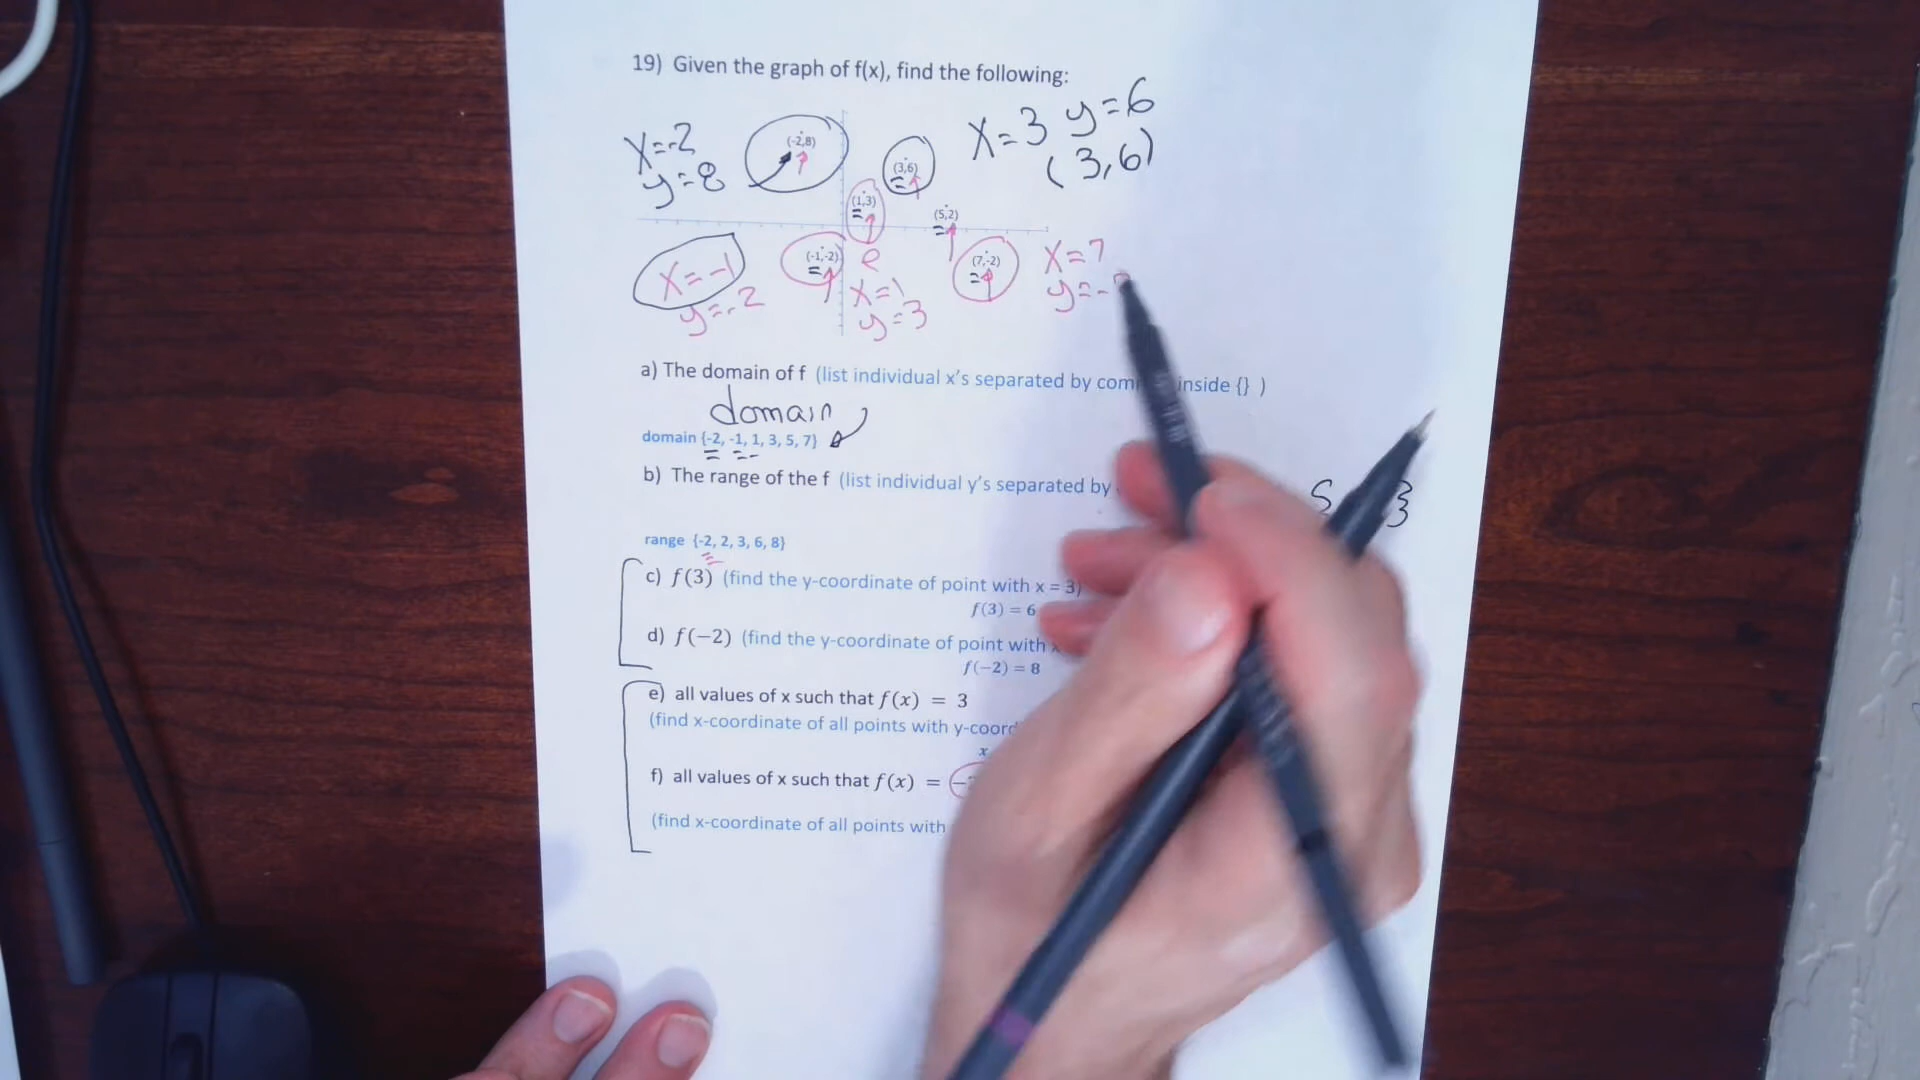 19) Given the graph of f(x), find the following:
x=-2
y=8
(-2,8)
(3,6)
x=3 y=6
(3,6)
(1,3)
(5,2)
x=-1
y=-2
(-1,-2)
e
x=1
y=3
(7,-2)
x=7
y=-
a) The domain of f (list individual x's separated by inside {} )
domain
domain {-2, -1, 1, 3, 5, 7}
b) The range of the f (list individual y's separated by
range {-2, 2, 3, 6, 8}
c) f(3) (find the y-coordinate of point with x = 3)
f(3) = 6
d) f(−2) (find the y-coordinate of point with
f(−2) = 8
e) all values of x such that f(x) = 3
(find x-coordinate of all points with
x
f) all values of x such that f(x) =
(find x-coordinate of all points with